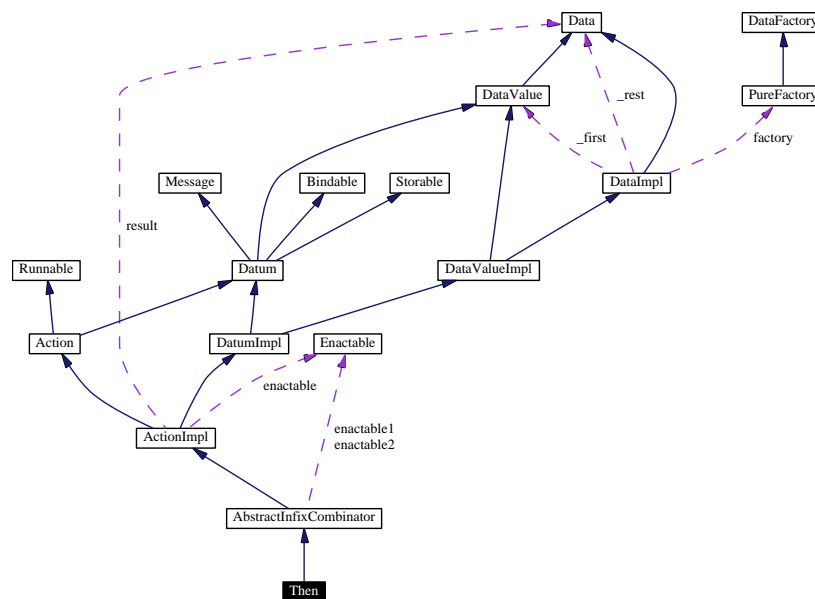 Data
DataFactory
DataValue
PureFactory
_rest
_first
factory
Message
Bindable
Storable
DataImpl
result
Runnable
Datum
DataValueImpl
Action
DatumImpl
Enactable
enactable
ActionImpl
enactable1
enactable2
AbstractInfixCombinator
Then